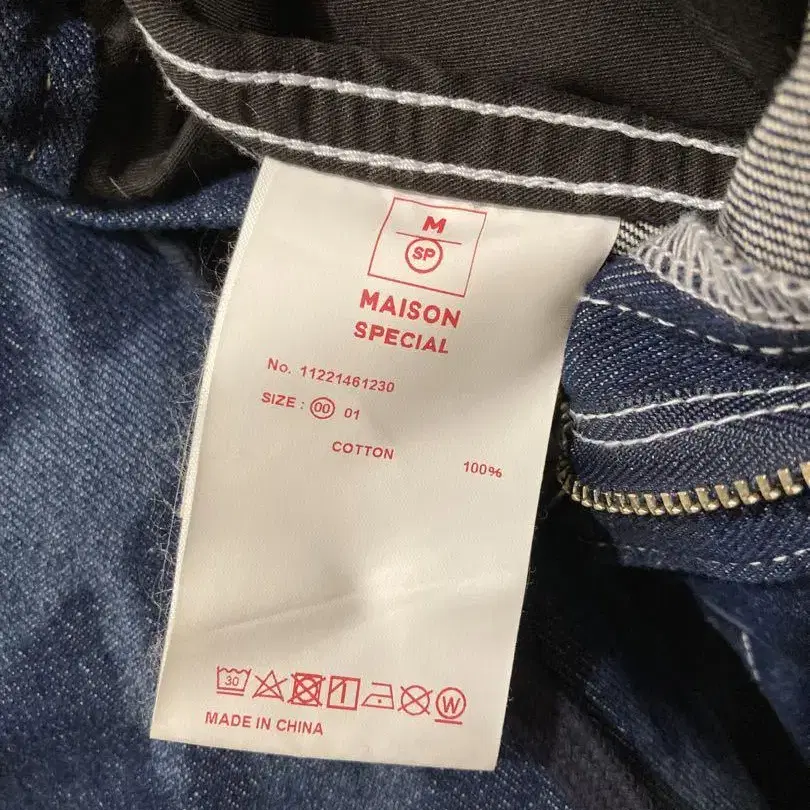 M
SP
MAISON
SPECIAL
No. 11221461230
SIZE : 00 01
COTTON 100%
30
W
MADE IN CHINA